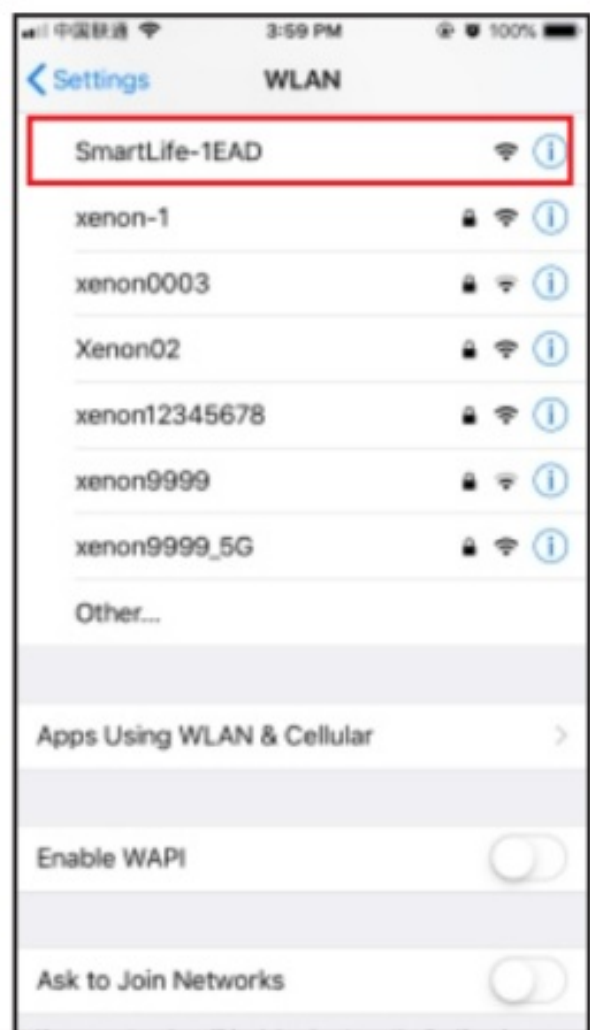 中国联通 3:59 PM 100%
Settings WLAN
SmartLife-1EAD
xenon-1
xenon0003
Xenon02
xenon12345678
xenon9999
xenon9999_5G
Other...
Apps Using WLAN & Cellular
Enable WAPI
Ask to Join Networks